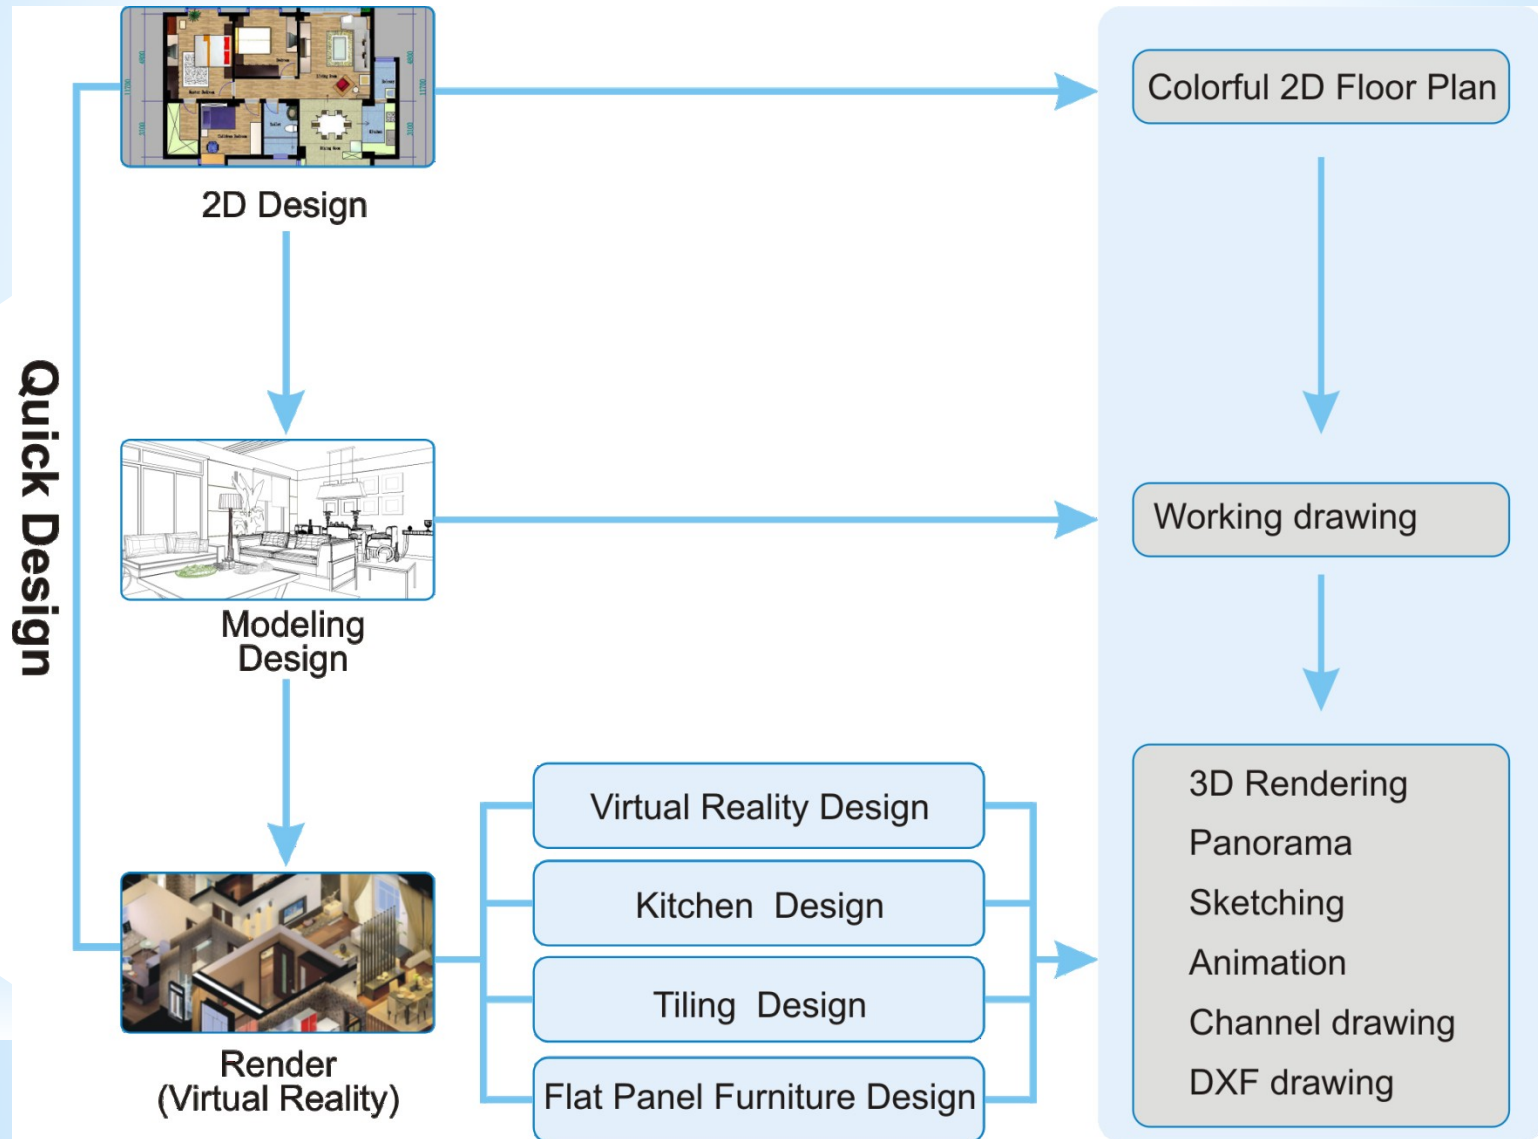 Colorful 2D Floor Plan
2D Design
Quick Design
Working drawing
Modeling
Design
Virtual Reality Design
Kitchen Design
Tiling Design
Flat Panel Furniture Design
3D Rendering
Panorama
Sketching
Animation
Channel drawing
DXF drawing
Render
(Virtual Reality)